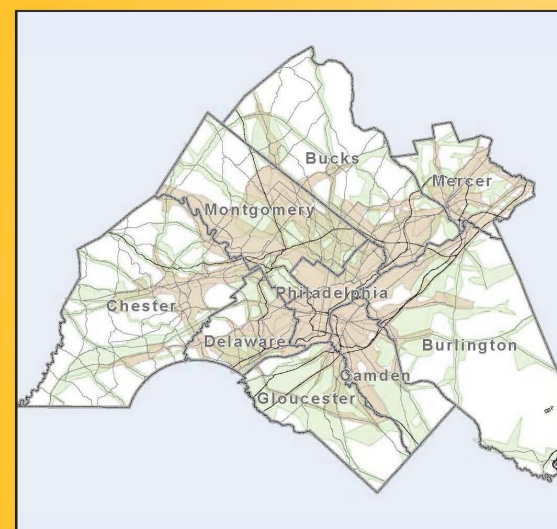 Bucks
Mercer
Montgomery
Philadelphia
Chester
Delaware
Burlington
Camden
Gloucester